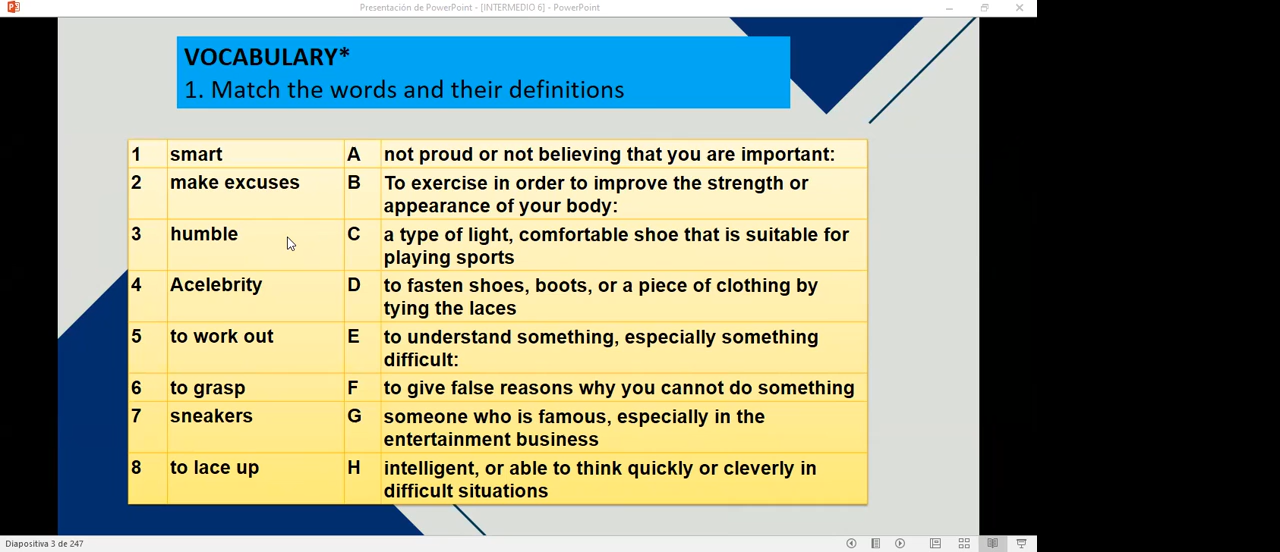 Presentación de PowerPoint - [INTERMEDIO 6] - PowerPoint
VOCABULARY*
1. Match the words and their definitions
1 smart A not proud or not believing that you are important:
2 make excuses B To exercise in order to improve the strength or
appearance of your body:
3 humble C a type of light, comfortable shoe that is suitable for
playing sports
4 Acelebrity D to fasten shoes, boots, or a piece of clothing by
tying the laces
5 to work out E to understand something, especially something
difficult:
6 to grasp F to give false reasons why you cannot do something
7 sneakers G someone who is famous, especially in the
entertainment business
8 to lace up H intelligent, or able to think quickly or cleverly in
difficult situations
Diapositiva 3 de 247